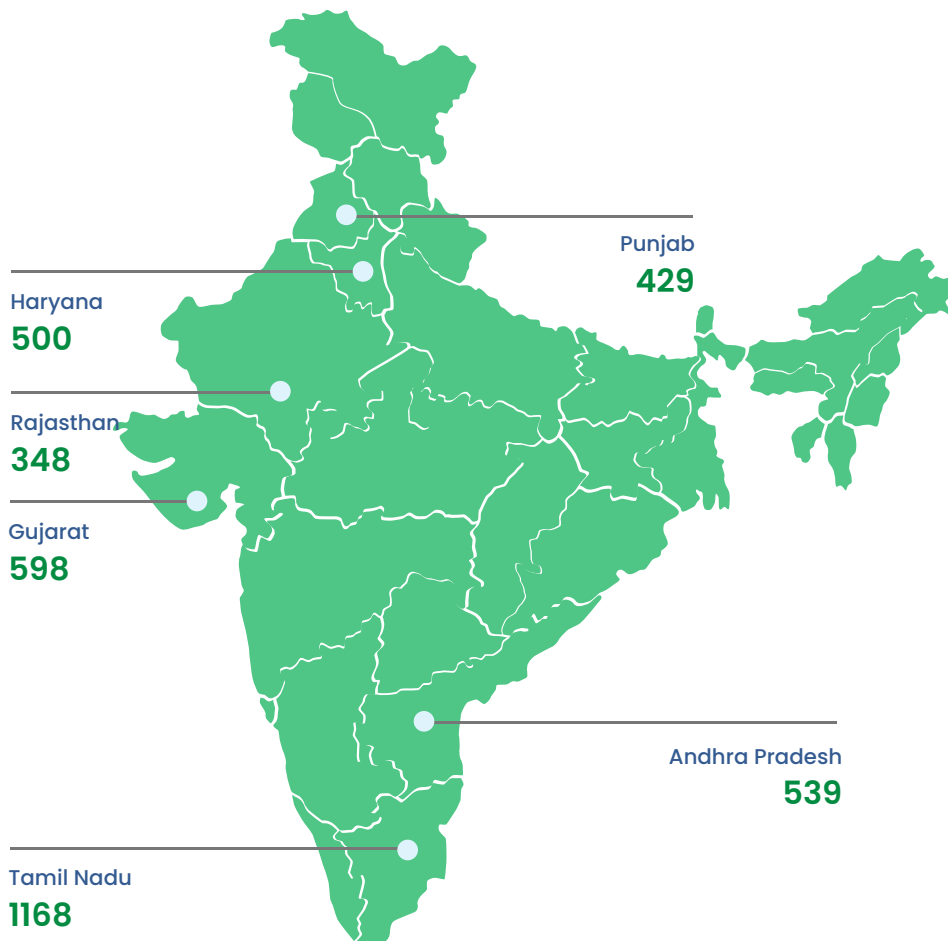 Punjab
429
Haryana
500
Rajasthan
348
Gujarat
598
Andhra Pradesh
539
Tamil Nadu
1168